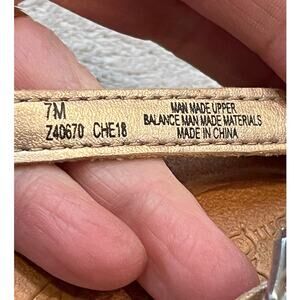 7M
Z40670 CHE18
MAN MADE UPPER
BALANCE MAN MADE MATERIALS
MADE IN CHINA